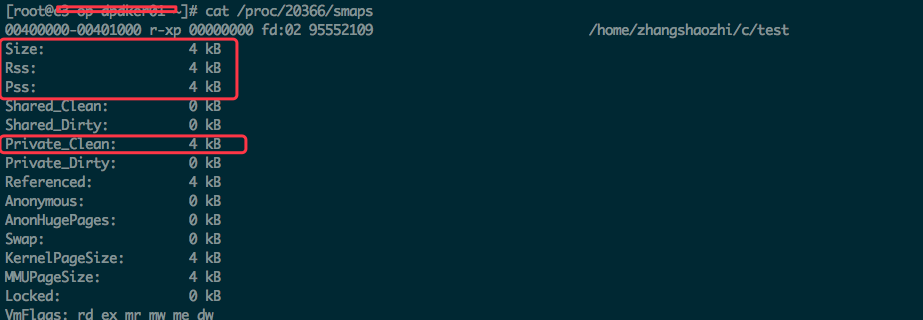 [root@ ~]# cat /proc/20366/smaps
00400000-00401000 r-xp 00000000 fd:02 95552109 /home/zhangshaozhi/c/test
Size: 4 kB
Rss: 4 kB
Pss: 4 kB
Shared_Clean: 0 kB
Shared_Dirty: 0 kB
Private_Clean: 4 kB
Private_Dirty: 0 kB
Referenced: 4 kB
Anonymous: 0 kB
AnonHugePages: 0 kB
Swap: 0 kB
KernelPageSize: 4 kB
MMUPageSize: 4 kB
Locked: 0 kB
VmFlags: rd ex mr mw me dw